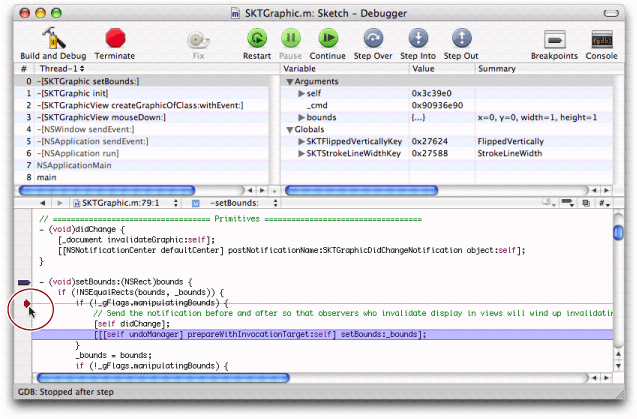 SKTGraphic.m: Sketch - Debugger
Build and Debug Terminate Fix Restart Pause Continue Step Over Step Into Step Out Breakpoints Console
# Thread-1 Variable Value Summary
0 -[SKTGraphic setBounds:]
1 -[SKTGraphic init]
2 -[SKTGraphicView createGraphicOfClass:withEvent:]
3 -[SKTGraphicView mouseDown:]
4 -[NSWindow sendEvent:]
5 -[NSApplication sendEvent:]
6 -[NSApplication run]
7 NSApplicationMain
8 main
Arguments
self 0x3c39e0
_cmd 0x90936e90
bounds {...} x=0, y=0, width=1, height=1
Globals
SKTFlippedVerticallyKey 0x27624 FlippedVertically
SKTStrokeLineWidthKey 0x27588 StrokeLineWidth
SKTGraphic.m:79:1 -setBounds: #
// =================================== Primitives ===================================
- (void)didChange {
[_document invalidateGraphic:self];
[[NSNotificationCenter defaultCenter] postNotificationName:SKTGraphicDidChangeNotification object:self];
}
- (void)setBounds:(NSRect)bounds {
if (!NSEqualRects(bounds, _bounds)) {
if (!_gFlags.manipulatingBounds) {
// Send the notification before and after so that observers who invalidate display in views will wind up invalidatin
[self didChange];
[[[self undoManager] prepareWithInvocationTarget:self] setBounds:_bounds];
}
_bounds = bounds;
if (!_gFlags.manipulatingBounds) {
GDB: Stopped after step